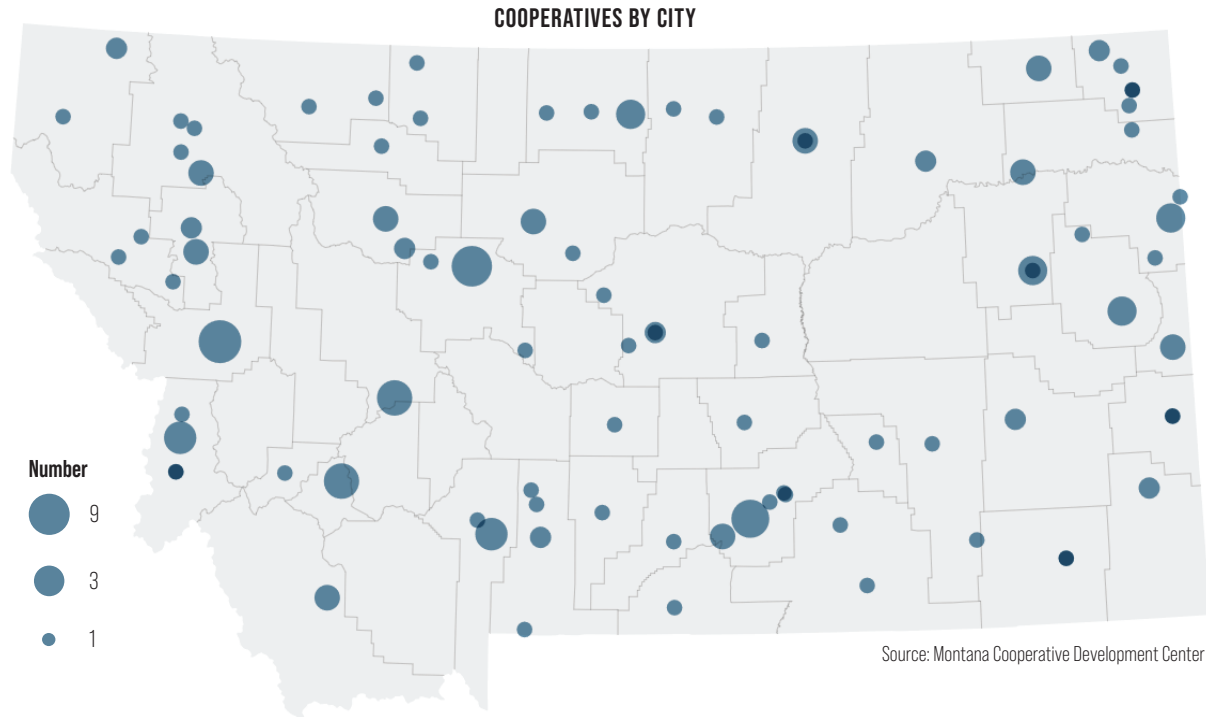 COOPERATIVES BY CITY
Number
9
3
1
Source: Montana Cooperative Development Center